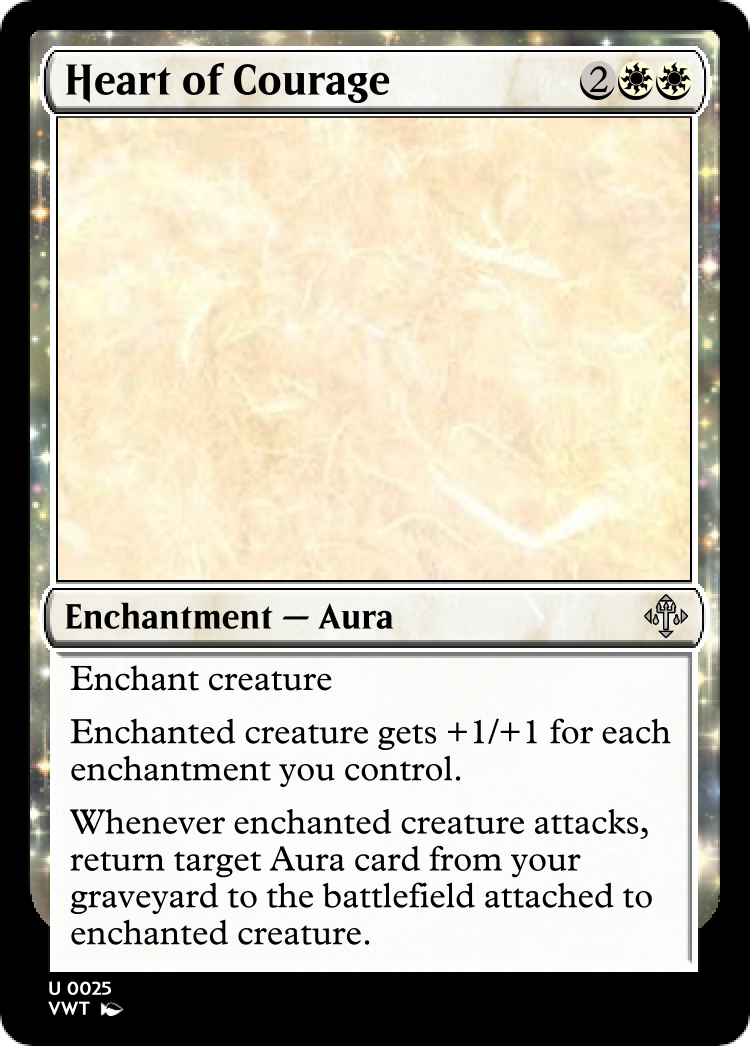 Heart of Courage 2
Enchantment — Aura
Enchant creature
Enchanted creature gets +1/+1 for each
enchantment you control.
Whenever enchanted creature attacks,
return target Aura card from your
graveyard to the battlefield attached to
enchanted creature.
U 0025
VWT